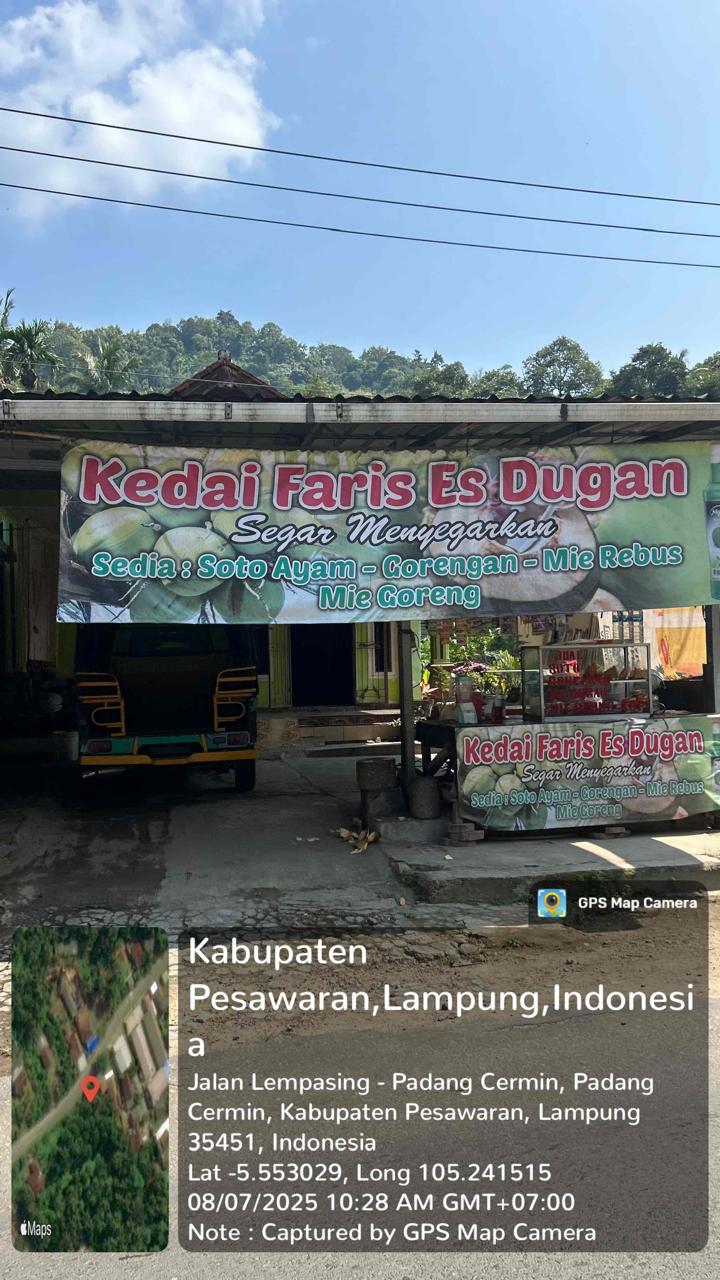 Kedai Faris Es Dugan
Segar Menyegarkan
Sedia : Soto Ayam - Gorengan - Mie Rebus
Mie Goreng
SOTO
Kedai Faris Es Dugan
Segar Menyegarkan
Sedia : Soto Ayam - Gorengan - Mie Rebus
Mie Goreng
GPS Map Camera
Kabupaten
Pesawaran,Lampung,Indonesi
a
Jalan Lempasing - Padang Cermin, Padang
Cermin, Kabupaten Pesawaran, Lampung
35451, Indonesia
Lat -5.553029, Long 105.241515
08/07/2025 10:28 AM GMT+07:00
Note : Captured by GPS Map Camera
Maps